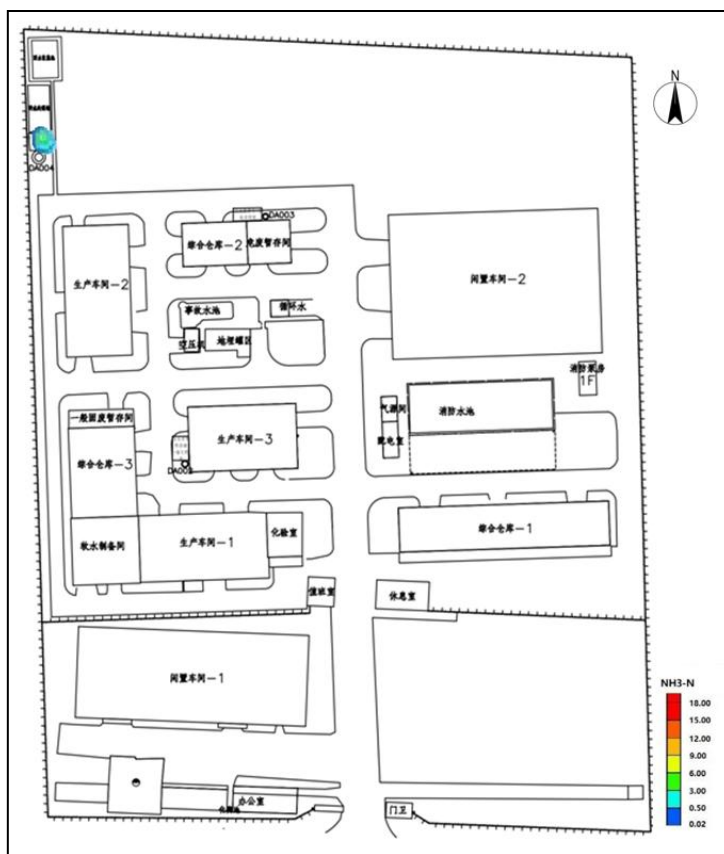 N
DA004
DA003
综合仓库-2
危废暂存间
生产车间-2
闲置车间-2
事故水池
循环水
空压机
地埋罐区
消防泵房
1F
一般固废暂存间
气瓶间
消防水池
生产车间-3
配电室
综合仓库-3
综合仓库-1
软水制备间
生产车间-1
化验室
值班室
休息室
闲置车间-1
NH3-N
18.00
15.00
12.00
9.00
6.00
3.00
0.50
0.02
办公室
门卫